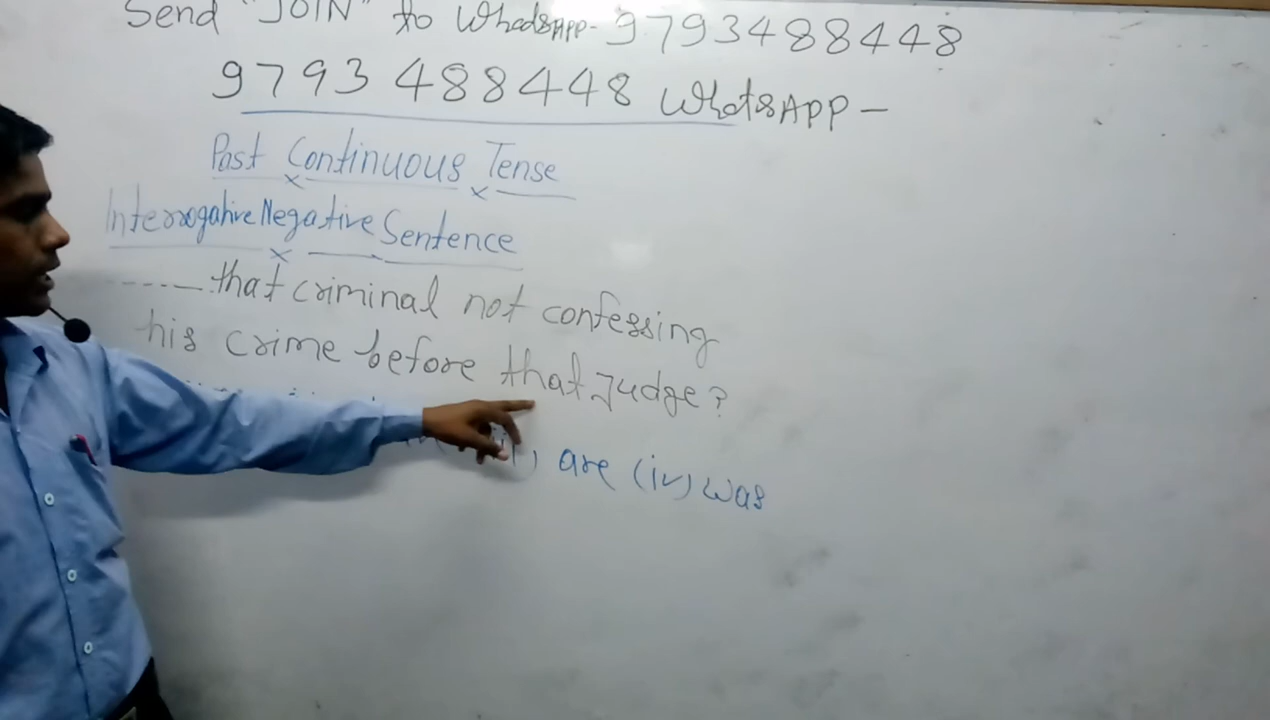 Send "JOIN" to WhatsApp- 9793488448
9793 488448 WhatsApp -
Past Continuous Tense
Interrogative Negative Sentence
----- that criminal not confessing
his crime before that judge?
are (iv) was